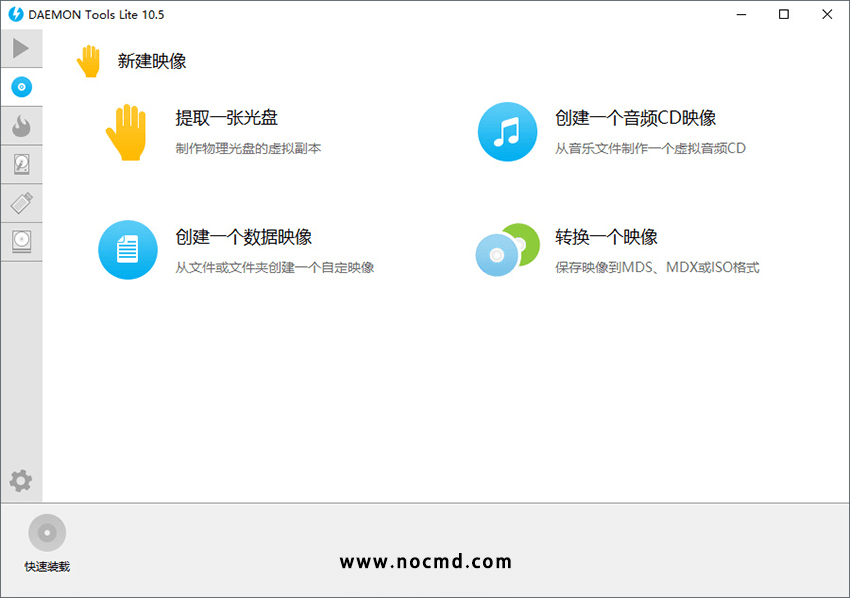 DAEMON Tools Lite 10.5
新建映像
提取一张光盘
制作物理光盘的虚拟副本
创建一个音频CD映像
从音乐文件制作一个虚拟音频CD
创建一个数据映像
从文件或文件夹创建一个自定映像
转换一个映像
保存映像到MDS、MDX或ISO格式
快速装载
www.nocmd.com